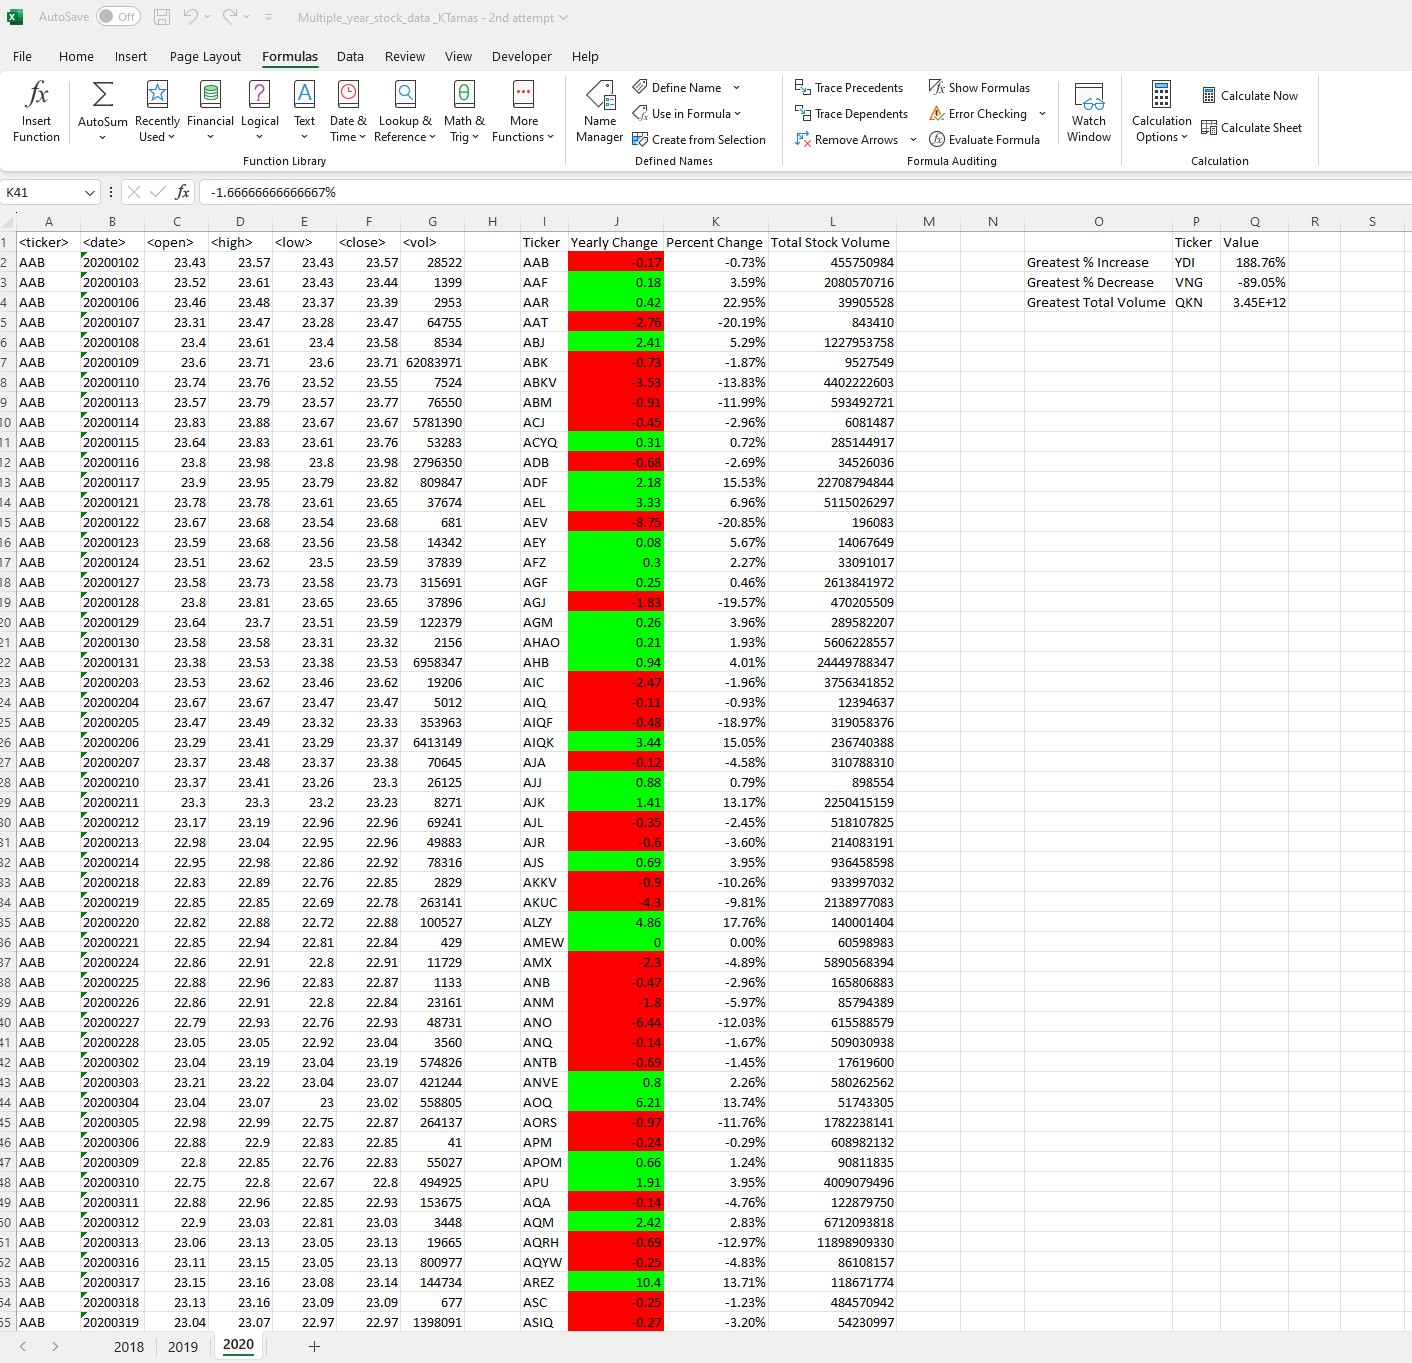 AutoSave Off Multiple_year_stock_data _KTamas - 2nd attempt
File Home Insert Page Layout Formulas Data Review View Developer Help
fx Insert Function
AutoSum
Recently Used
Financial
Logical
Text
Date & Time
Lookup & Reference
Math & Trig
More Functions
Function Library
Name Manager
Define Name
Use in Formula
Create from Selection
Defined Names
Trace Precedents
Trace Dependents
Remove Arrows
Show Formulas
Error Checking
Evaluate Formula
Formula Auditing
Watch Window
Calculation Options
Calculate Now
Calculate Sheet
Calculation
K41 fx -1.66666666666667%
A B C D E F G H I J K L M N O P Q R S
1 <ticker> <date> <open> <high> <low> <close> <vol> Ticker Yearly Change Percent Change Total Stock Volume Ticker Value
2 AAB 20200102 23.43 23.57 23.43 23.57 28522 AAB -0.17 -0.73% 455750984 Greatest % Increase YDI 188.76%
3 AAB 20200103 23.52 23.61 23.43 23.44 1399 AAF 0.18 3.59% 2080570716 Greatest % Decrease VNG -89.05%
4 AAB 20200106 23.46 23.48 23.37 23.39 2953 AAR 0.42 22.95% 39905528 Greatest Total Volume QKN 3.45E+12
5 AAB 20200107 23.31 23.47 23.28 23.47 64755 AAT -2.76 -20.19% 843410
6 AAB 20200108 23.4 23.61 23.4 23.58 8534 ABJ 2.41 5.29% 1227953758
7 AAB 20200109 23.6 23.71 23.6 23.71 62083971 ABK -0.73 -1.87% 9527549
8 AAB 20200110 23.74 23.76 23.52 23.55 7524 ABKV -3.53 -13.83% 4402222603
9 AAB 20200113 23.57 23.79 23.57 23.77 76550 ABM -0.91 -11.99% 593492721
10 AAB 20200114 23.83 23.88 23.67 23.67 5781390 ACJ -0.45 -2.96% 6081487
11 AAB 20200115 23.64 23.83 23.61 23.76 53283 ACYQ 0.31 0.72% 285144917
12 AAB 20200116 23.8 23.98 23.8 23.98 2796350 ADB -0.68 -2.69% 34526036
13 AAB 20200117 23.9 23.95 23.79 23.82 809847 ADF 2.18 15.53% 22708794844
14 AAB 20200121 23.78 23.78 23.61 23.65 37674 AEL 3.33 6.96% 5115026297
15 AAB 20200122 23.67 23.68 23.54 23.68 681 AEV -8.75 -20.85% 196083
16 AAB 20200123 23.59 23.68 23.56 23.58 14342 AEY 0.08 5.67% 14067649
17 AAB 20200124 23.51 23.62 23.5 23.59 37839 AFZ 0.3 2.27% 33091017
18 AAB 20200127 23.58 23.73 23.58 23.73 315691 AGF 0.25 0.46% 2613841972
19 AAB 20200128 23.8 23.81 23.65 23.65 37896 AGJ -1.83 -19.57% 470205509
20 AAB 20200129 23.64 23.7 23.51 23.59 122379 AGM 0.26 3.96% 289582207
21 AAB 20200130 23.58 23.58 23.31 23.32 2156 AHAO 0.21 1.93% 5606228557
22 AAB 20200131 23.38 23.53 23.38 23.53 6958347 AHB 0.94 4.01% 24449788347
23 AAB 20200203 23.53 23.62 23.46 23.62 19206 AIC -2.47 -1.96% 3756341852
24 AAB 20200204 23.67 23.67 23.47 23.47 5012 AIQ -0.11 -0.93% 12394637
25 AAB 20200205 23.47 23.49 23.32 23.33 353963 AIQF -0.48 -18.97% 319058376
26 AAB 20200206 23.29 23.41 23.29 23.37 6413149 AIQK 3.44 15.05% 236740388
27 AAB 20200207 23.37 23.48 23.37 23.38 70645 AJA -0.12 -4.58% 310788310
28 AAB 20200210 23.37 23.41 23.26 23.3 26125 AJJ 0.88 0.79% 898554
29 AAB 20200211 23.3 23.3 23.2 23.23 8271 AJK 1.41 13.17% 2250415159
30 AAB 20200212 23.17 23.19 22.96 22.96 69241 AJL -0.35 -2.45% 518107825
31 AAB 20200213 22.98 23.04 22.95 22.96 49883 AJR -0.6 -3.60% 214083191
32 AAB 20200214 22.95 22.98 22.86 22.92 78316 AJS 0.69 3.95% 936458598
33 AAB 20200218 22.83 22.89 22.76 22.85 2829 AKKV -0.9 -10.26% 933997032
34 AAB 20200219 22.85 22.85 22.69 22.78 263141 AKUC -4.3 -9.81% 2138977083
35 AAB 20200220 22.82 22.88 22.72 22.88 100527 ALZY 4.86 17.76% 140001404
36 AAB 20200221 22.85 22.94 22.81 22.84 429 AMEW 0 0.00% 60598983
37 AAB 20200224 22.86 22.91 22.8 22.91 11729 AMX -2.3 -4.89% 5890568394
38 AAB 20200225 22.88 22.96 22.83 22.87 1133 ANB -0.47 -2.96% 165806883
39 AAB 20200226 22.86 22.91 22.8 22.84 23161 ANM -1.8 -5.97% 85794389
40 AAB 20200227 22.79 22.93 22.76 22.93 48731 ANO -6.44 -12.03% 615588579
41 AAB 20200228 23.05 23.05 22.92 23.04 3560 ANQ -0.14 -1.67% 509030938
42 AAB 20200302 23.04 23.19 23.04 23.19 574826 ANTB -0.69 -1.45% 17619600
43 AAB 20200303 23.21 23.22 23.04 23.07 421244 ANVE 0.8 2.26% 580262562
44 AAB 20200304 23.04 23.07 23 23.02 558805 AOQ 6.21 13.74% 51743305
45 AAB 20200305 22.98 22.99 22.75 22.87 264137 AORS -0.97 -11.76% 1782238141
46 AAB 20200306 22.88 22.9 22.83 22.85 41 APM -0.24 -0.29% 608982132
47 AAB 20200309 22.8 22.85 22.76 22.83 55027 APOM 0.66 1.24% 90811835
48 AAB 20200310 22.75 22.8 22.67 22.8 494925 APU 1.91 3.95% 4009079496
49 AAB 20200311 22.88 22.96 22.85 22.93 153675 AQA -0.14 -4.76% 122879750
50 AAB 20200312 22.9 23.03 22.81 23.03 3448 AQM 2.42 2.83% 6712093818
51 AAB 20200313 23.06 23.13 23.05 23.13 19665 AQRH -0.69 -12.97% 11898909330
52 AAB 20200316 23.11 23.15 23.05 23.13 800977 AQYW -0.25 -4.83% 86108157
53 AAB 20200317 23.15 23.16 23.08 23.14 144734 AREZ 10.4 13.71% 118671774
54 AAB 20200318 23.13 23.16 23.09 23.09 677 ASC -0.25 -1.23% 484570942
55 AAB 20200319 23.04 23.07 22.97 22.97 1398091 ASIQ -0.27 -3.20% 54230997
2018 2019 2020